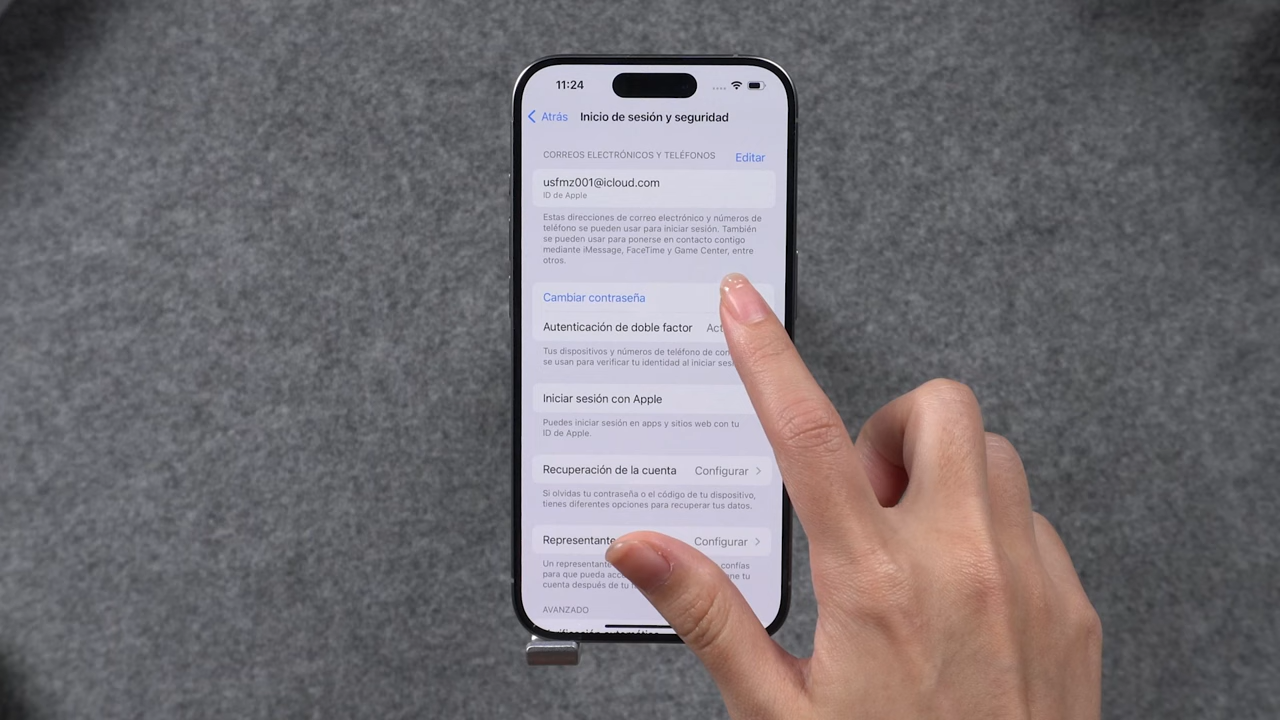 11:24
Atrás
Inicio de sesión y seguridad
CORREOS ELECTRÓNICOS Y TELÉFONOS
Editar
usfmz001@icloud.com
ID de Apple
Estas direcciones de correo electrónico y números de
teléfono se pueden usar para iniciar sesión. También
se pueden usar para ponerse en contacto contigo
mediante iMessage, FaceTime y Game Center, entre
otros.
Cambiar contraseña
Autenticación de doble factor
Tus dispositivos y números de teléfono de
se usan para verificar tu identidad al iniciar
Iniciar sesión con Apple
Puedes iniciar sesión en apps y sitios web con tu
ID de Apple.
Recuperación de la cuenta
Configurar
Si olvidas tu contraseña o el código de tu dispositivo,
tienes diferentes opciones para recuperar tus datos.
Representante
Configurar
Un representante
confías
para que pueda
tu
cuenta después de tu
AVANZADO